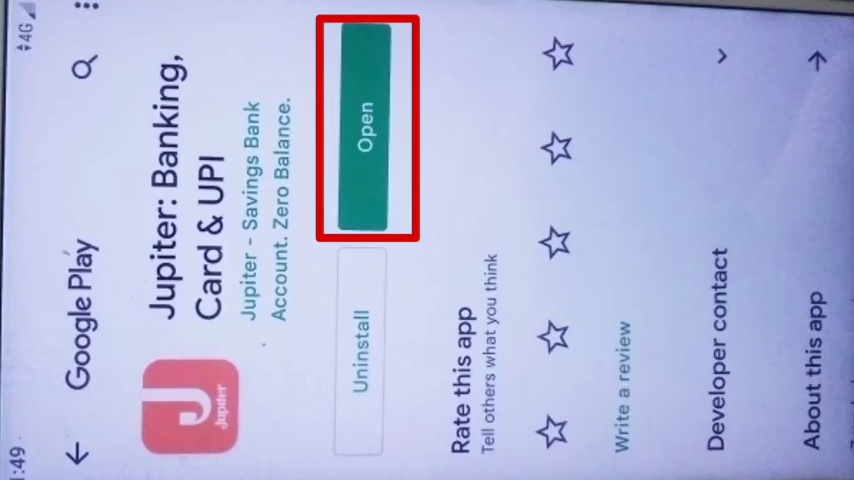 :49
4G
Google Play
Jupiter
Jupiter: Banking,
Card & UPI
Jupiter - Savings Bank
Account. Zero Balance.
Uninstall
Open
Rate this app
Tell others what you think
Write a review
Developer contact
About this app